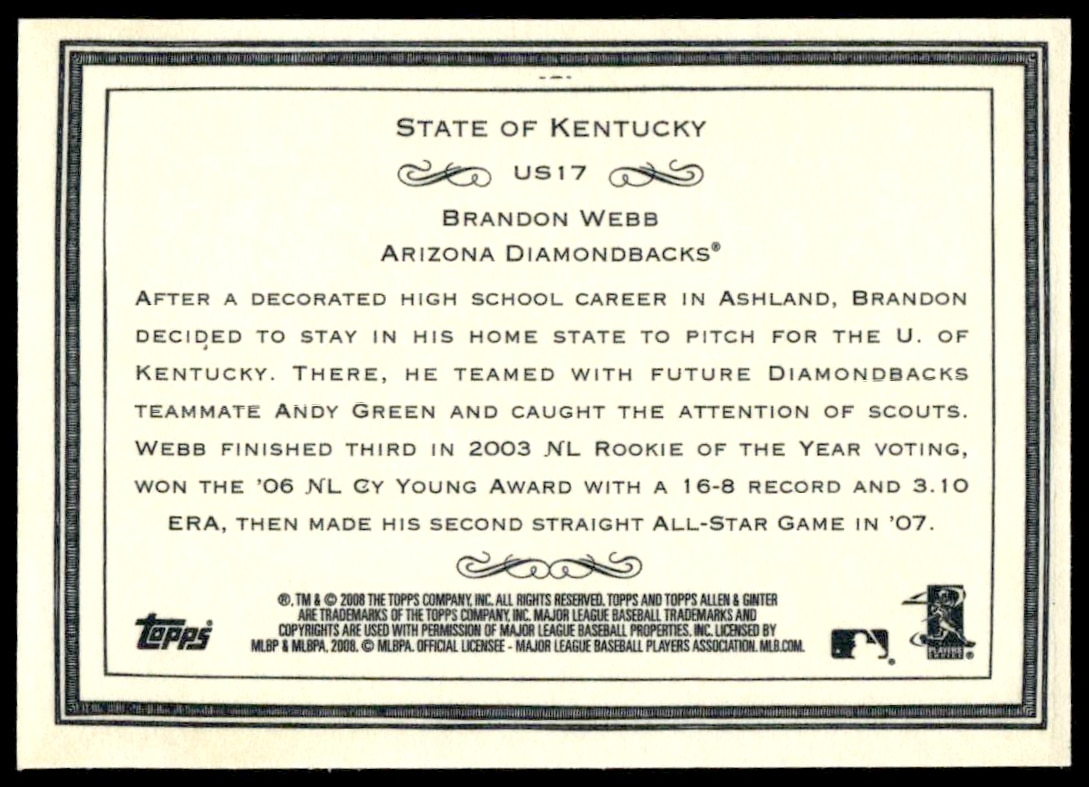 STATE OF KENTUCKY
US17
BRANDON WEBB
ARIZONA DIAMONDBACKS®
AFTER A DECORATED HIGH SCHOOL CAREER IN ASHLAND, BRANDON
DECIDED TO STAY IN HIS HOME STATE TO PITCH FOR THE U. OF
KENTUCKY. THERE, HE TEAMED WITH FUTURE DIAMONDBACKS
TEAMMATE ANDY GREEN AND CAUGHT THE ATTENTION OF SCOUTS.
WEBB FINISHED THIRD IN 2003 NL ROOKIE OF THE YEAR VOTING,
WON THE '06 NL CY YOUNG AWARD WITH A 16-8 RECORD AND 3.10
ERA, THEN MADE HIS SECOND STRAIGHT ALL-STAR GAME IN '07.
®, TM & © 2008 THE TOPPS COMPANY, INC. ALL RIGHTS RESERVED. TOPPS AND TOPPS ALLEN & GINTER
ARE TRADEMARKS OF THE TOPPS COMPANY, INC. MAJOR LEAGUE BASEBALL TRADEMARKS AND
COPYRIGHTS ARE USED WITH PERMISSION OF MAJOR LEAGUE BASEBALL PROPERTIES, INC. LICENSED BY
MLBP & MLBPA, 2008. © MLBPA. OFFICIAL LICENSEE - MAJOR LEAGUE BASEBALL PLAYERS ASSOCIATION. MLB.COM.
topps
PLAYERS
CHOICE ®